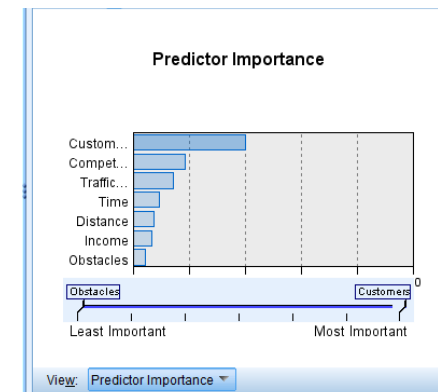 Predictor Importance
Custom...
Compet...
Traffic...
Time
Distance
Income
Obstacles
0
Obstacles
Customers
Least Important
Most Important
View: Predictor Importance